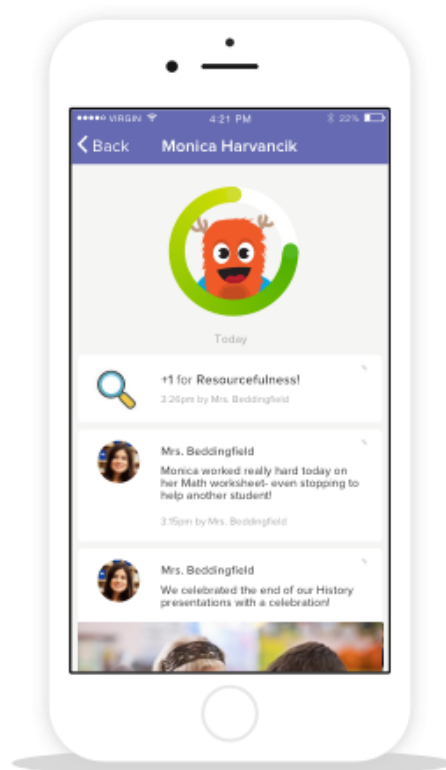 VIRGIN 4:21 PM 22%
Back Monica Harvancik
Today
+1 for Resourcefulness!
3:26pm by Mrs. Beddingfield
Mrs. Beddingfield
Monica worked really hard today on
her Math worksheet- even stopping to
help another student!
3:15pm by Mrs. Beddingfield
Mrs. Beddingfield
We celebrated the end of our History
presentations with a celebration!